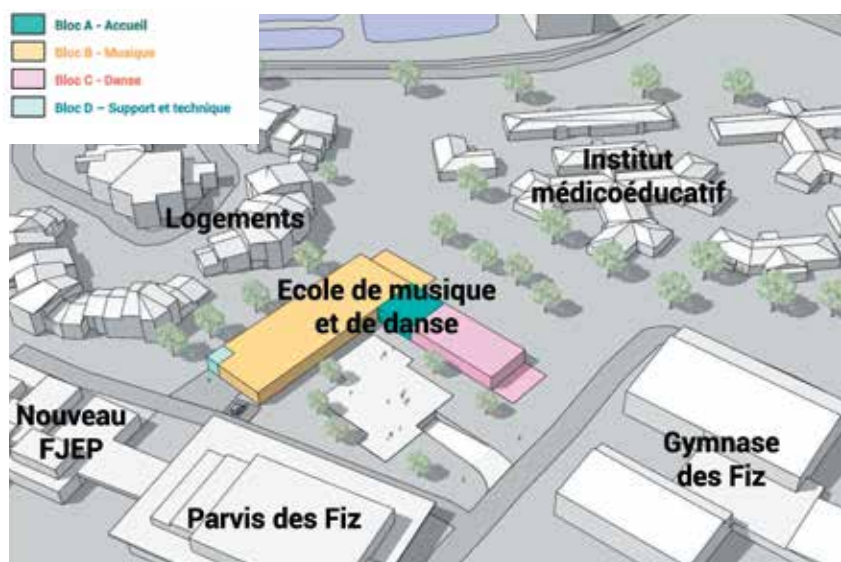 Bloc A - Accueil
Bloc B - Musique
Bloc C - Danse
Bloc D – Support et technique
Institut
médicoéducatif
Logements
Ecole de musique
et de danse
Nouveau
FJEP
Gymnase
des Fiz
Parvis des Fiz